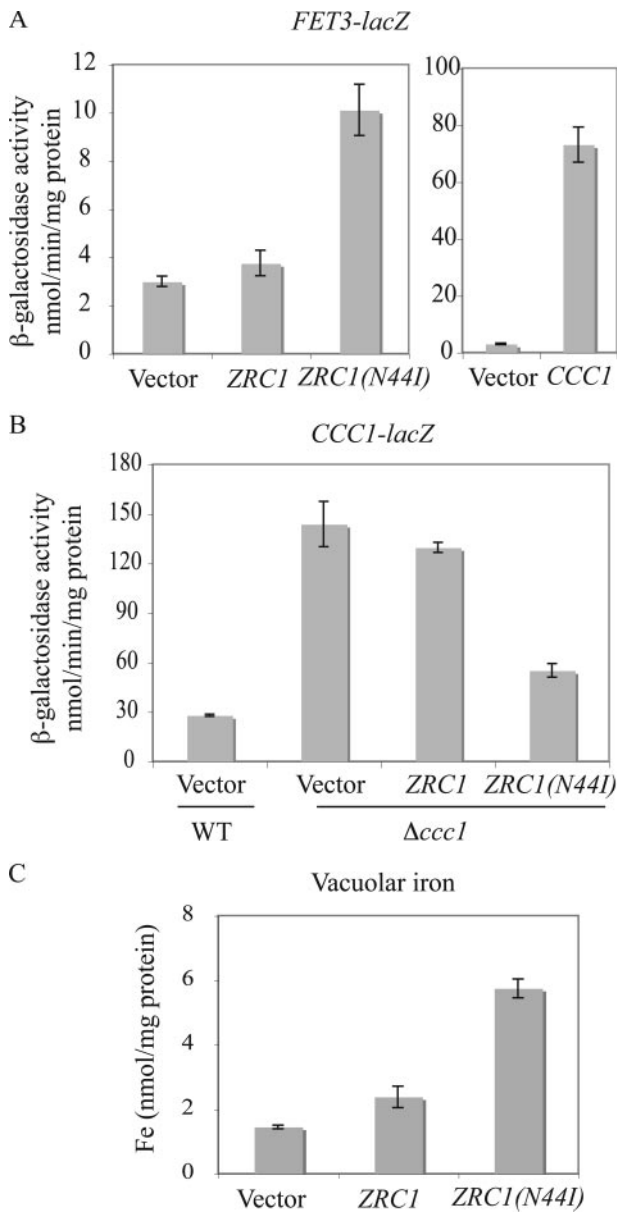 A
FET3-lacZ
β-galactosidase activity
nmol/min/mg protein
12
10
8
6
4
2
0
Vector ZRC1 ZRC1(N44I)
100
80
60
40
20
0
Vector CCC1
B
CCC1-lacZ
β-galactosidase activity
nmol/min/mg protein
180
150
120
90
60
30
0
Vector Vector ZRC1 ZRC1(N44I)
WT Δccc1
C
Vacuolar iron
Fe (nmol/mg protein)
8
6
4
2
0
Vector ZRC1 ZRC1(N44I)